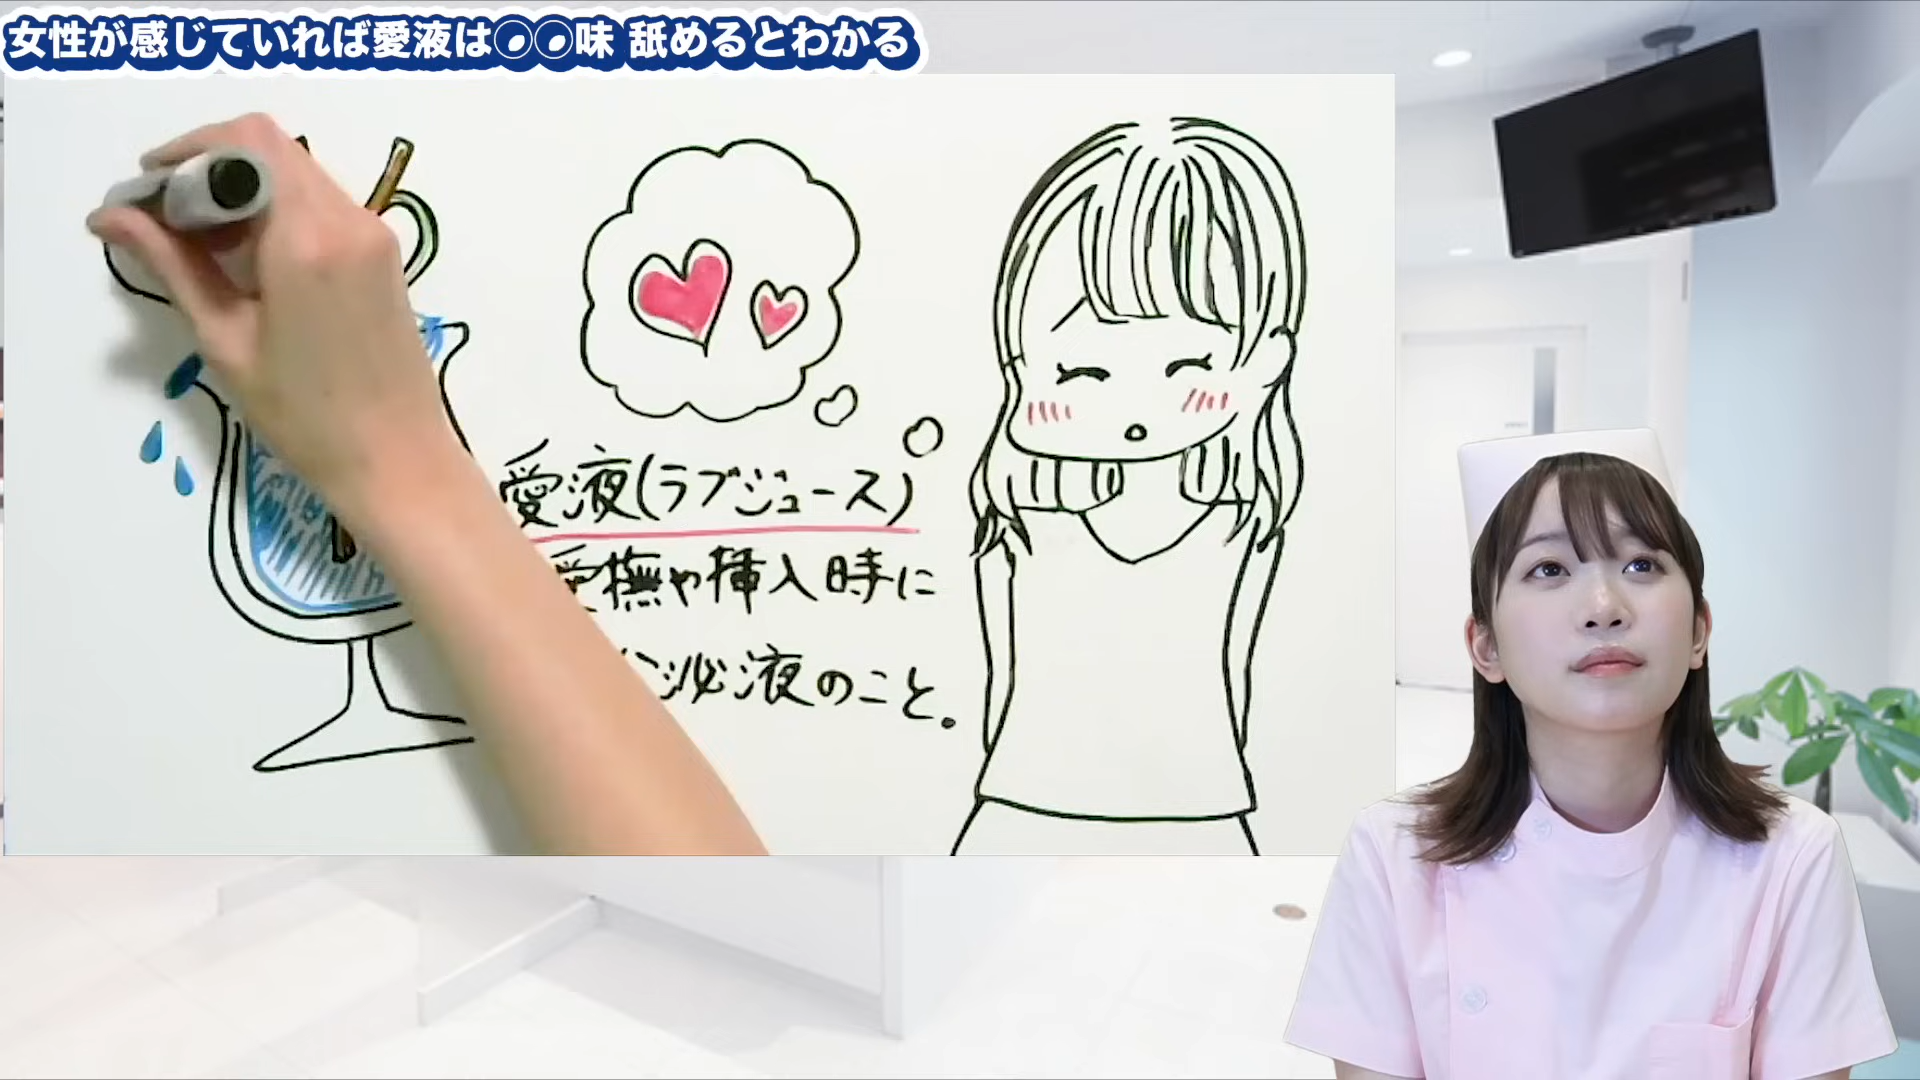 女性が感じていれば愛液は○○味 舐めるとわかる
愛液(ラブジュース)
愛撫や挿入時に
分泌液のこと。